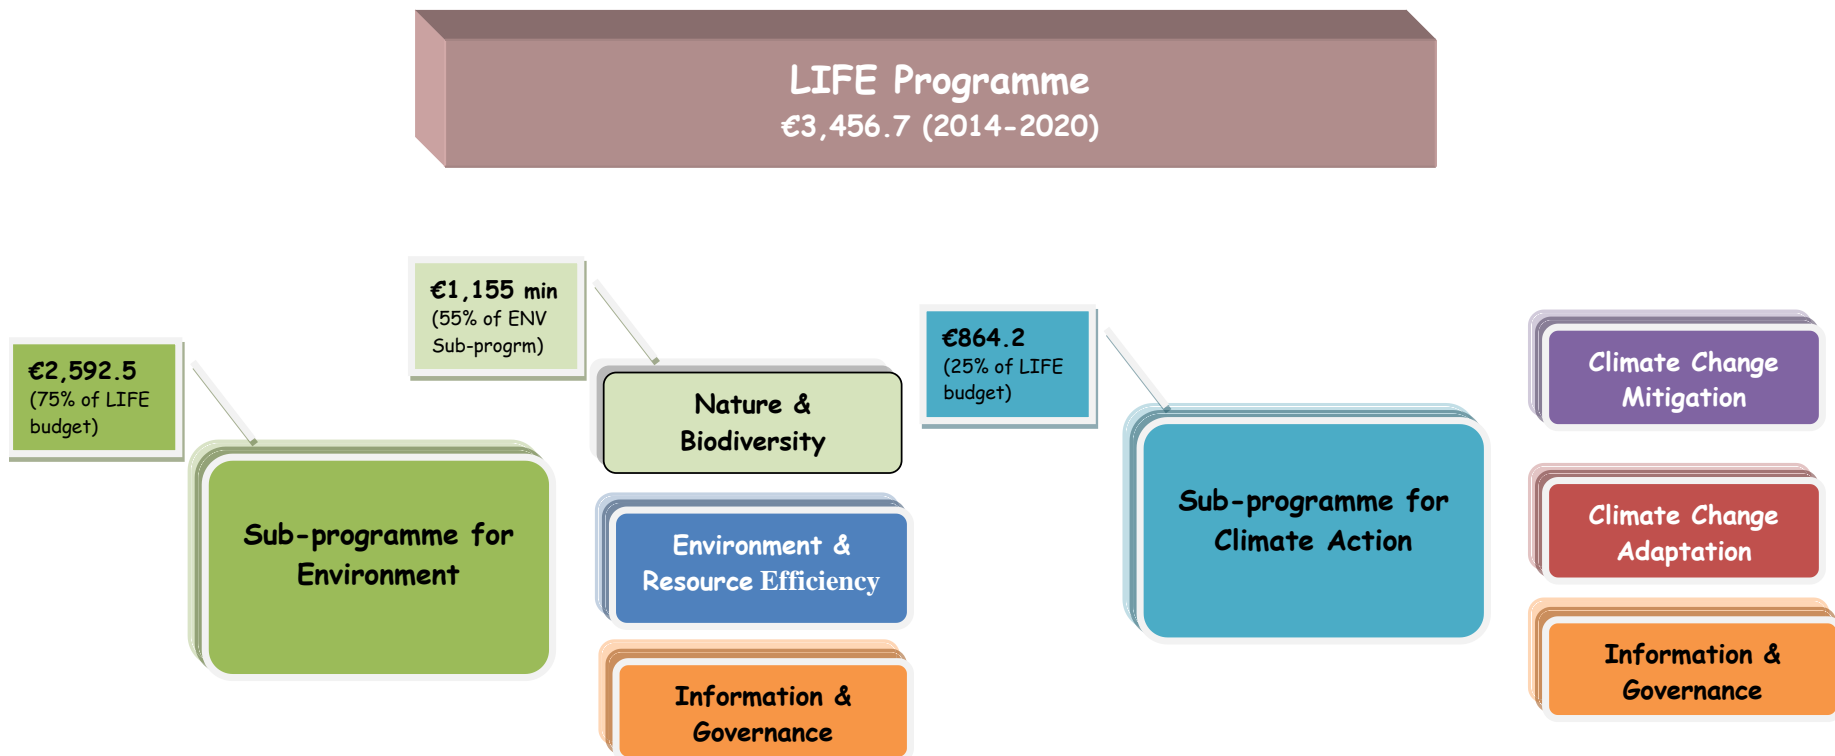 LIFE Programme
€3,456.7 (2014-2020)
€2,592.5
(75% of LIFE
budget)
Sub-programme for
Environment
€1,155 min
(55% of ENV
Sub-progrm)
Nature &
Biodiversity
Environment &
Resource Efficiency
Information &
Governance
€864.2
(25% of LIFE
budget)
Sub-programme for
Climate Action
Climate Change
Mitigation
Climate Change
Adaptation
Information &
Governance